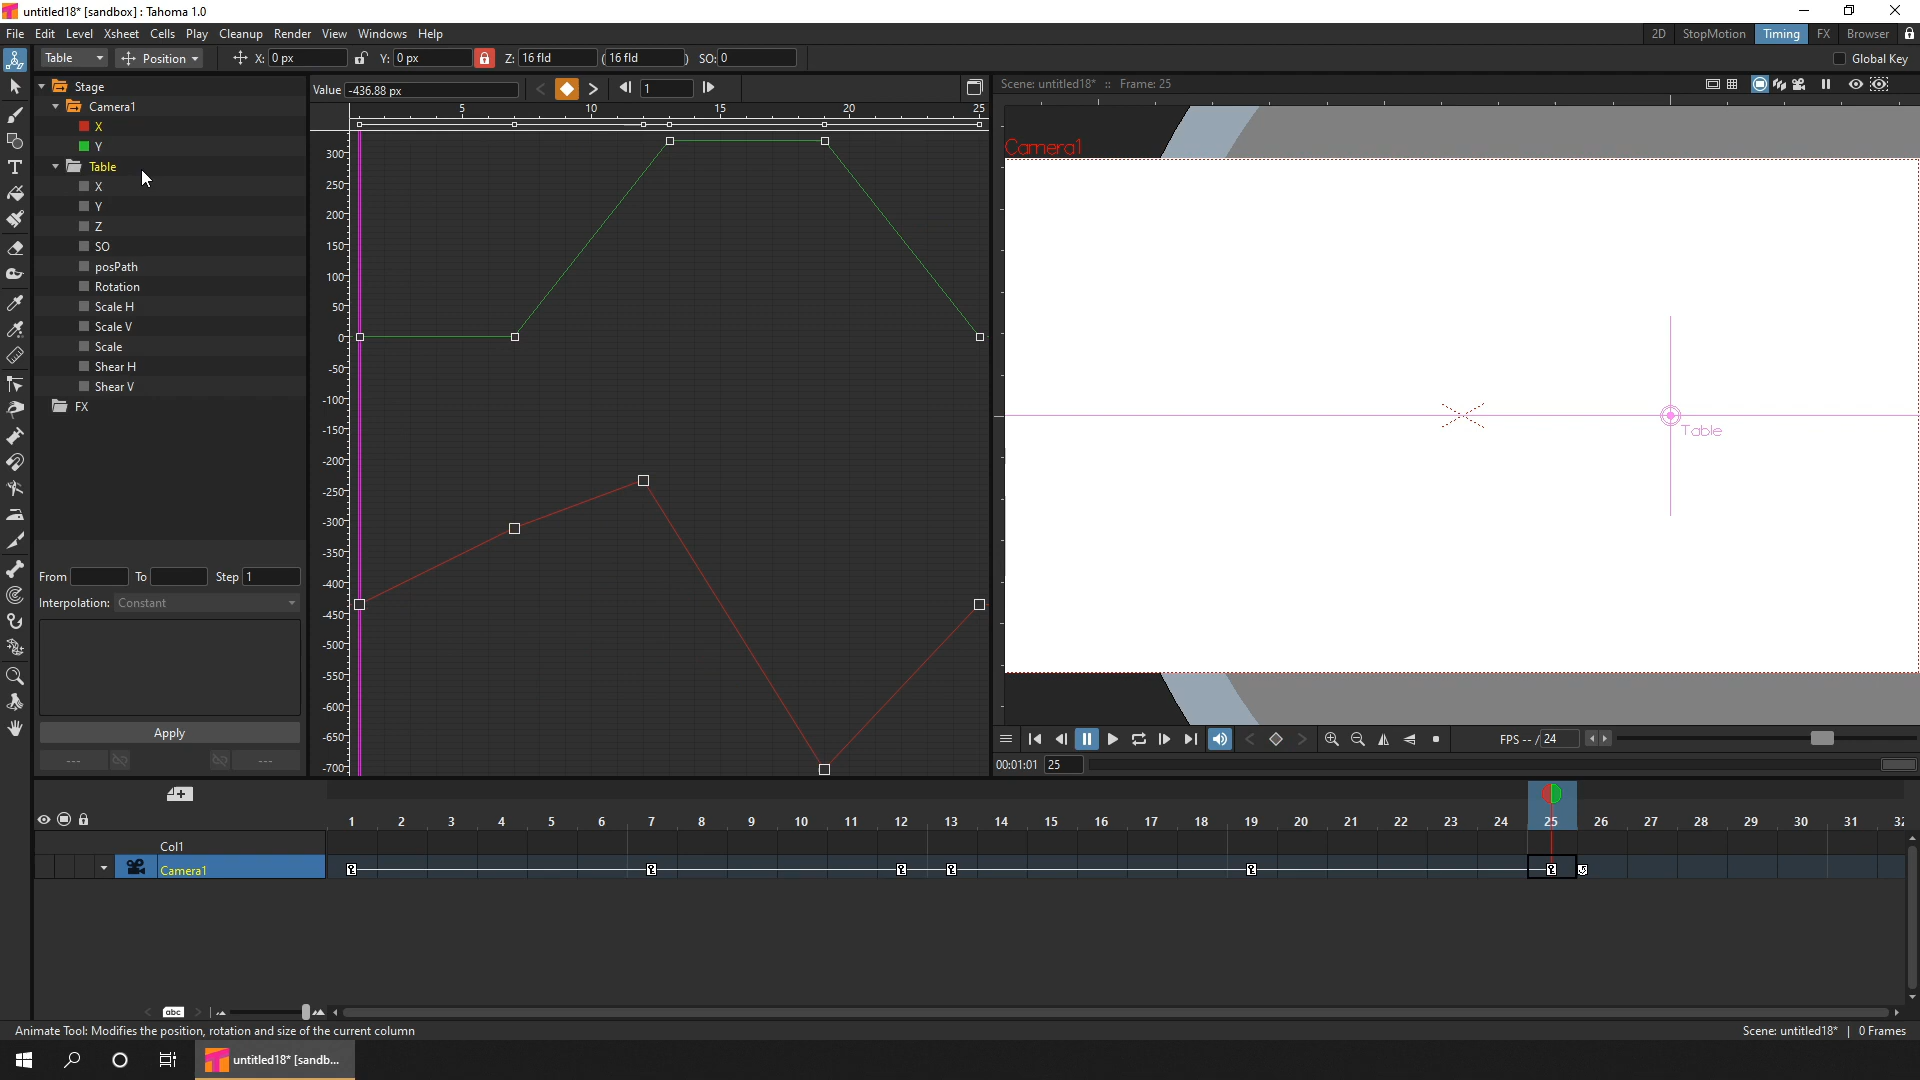 untitled18* [sandbox] : Tahoma 1.0
File Edit Level Xsheet Cells Play Cleanup Render View Windows Help
2D StopMotion Timing FX Browser
Table Position X: 0 px Y: 0 px Z: 16 fld ( 16 fld ) SO: 0 Global Key
Stage
Camera1
X
Y
Table
X
Y
Z
SO
posPath
Rotation
Scale H
Scale V
Scale
Shear H
Shear V
FX
From To Step 1
Interpolation: Constant
Apply
--- ---
Value -436.88 px 1
5 10 15 20 25
300
250
200
150
100
50
0
-50
-100
-150
-200
-250
-300
-350
-400
-450
-500
-550
-600
-650
-700
Scene: untitled18* :: Frame: 25
Camera1
Table
FPS -- / 24
00:01:01 25
1 2 3 4 5 6 7 8 9 10 11 12 13 14 15 16 17 18 19 20 21 22 23 24 25 26 27 28 29 30 31
Col1
Camera1
abc
Animate Tool: Modifies the position, rotation and size of the current column
Scene: untitled18* | 0 Frames
untitled18* [sandb...